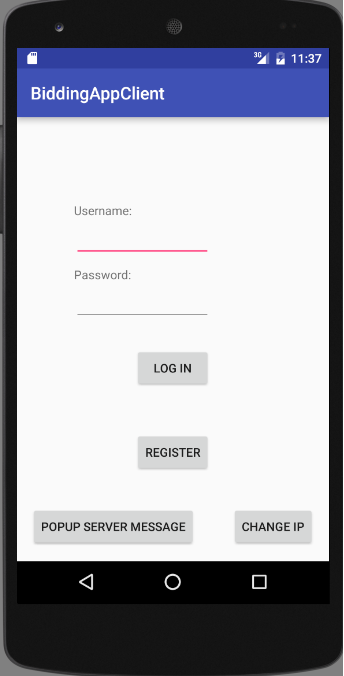 3G 11:37
BiddingAppClient
Username:
Password:
LOG IN
REGISTER
POPUP SERVER MESSAGE CHANGE IP